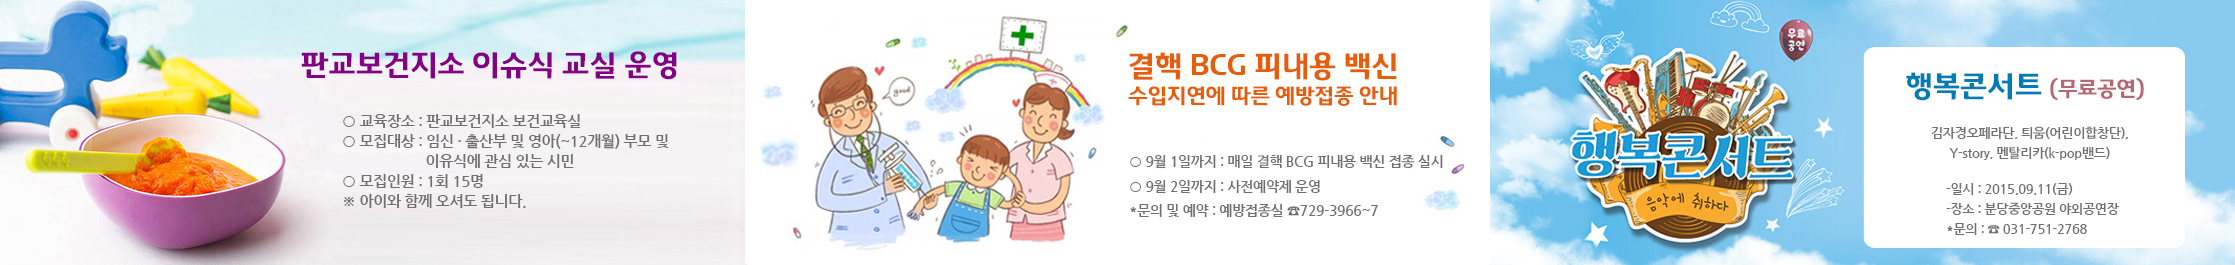 판교보건지소 이슈식 교실 운영
○ 교육장소 : 판교보건지소 보건교육실
○ 모집대상 : 임신 · 출산부 및 영아(~12개월) 부모 및
이유식에 관심 있는 시민
○ 모집인원 : 1회 15명
※ 아이와 함께 오셔도 됩니다.
good
결핵 BCG 피내용 백신
수입지연에 따른 예방접종 안내
○ 9월 1일까지 : 매일 결핵 BCG 피내용 백신 접종 실시
○ 9월 2일까지 : 사전예약제 운영
*문의 및 예약 : 예방접종실 ☎729-3966~7
무료
공연
행복콘서트
음악에 취하다
행복콘서트 (무료공연)
김자경오페라단, 틔움(어린이합창단),
Y-story, 멘탈리카(k-pop밴드)
-일시 : 2015.09.11(금)
-장소 : 분당중앙공원 야외공연장
*문의 : ☎ 031-751-2768